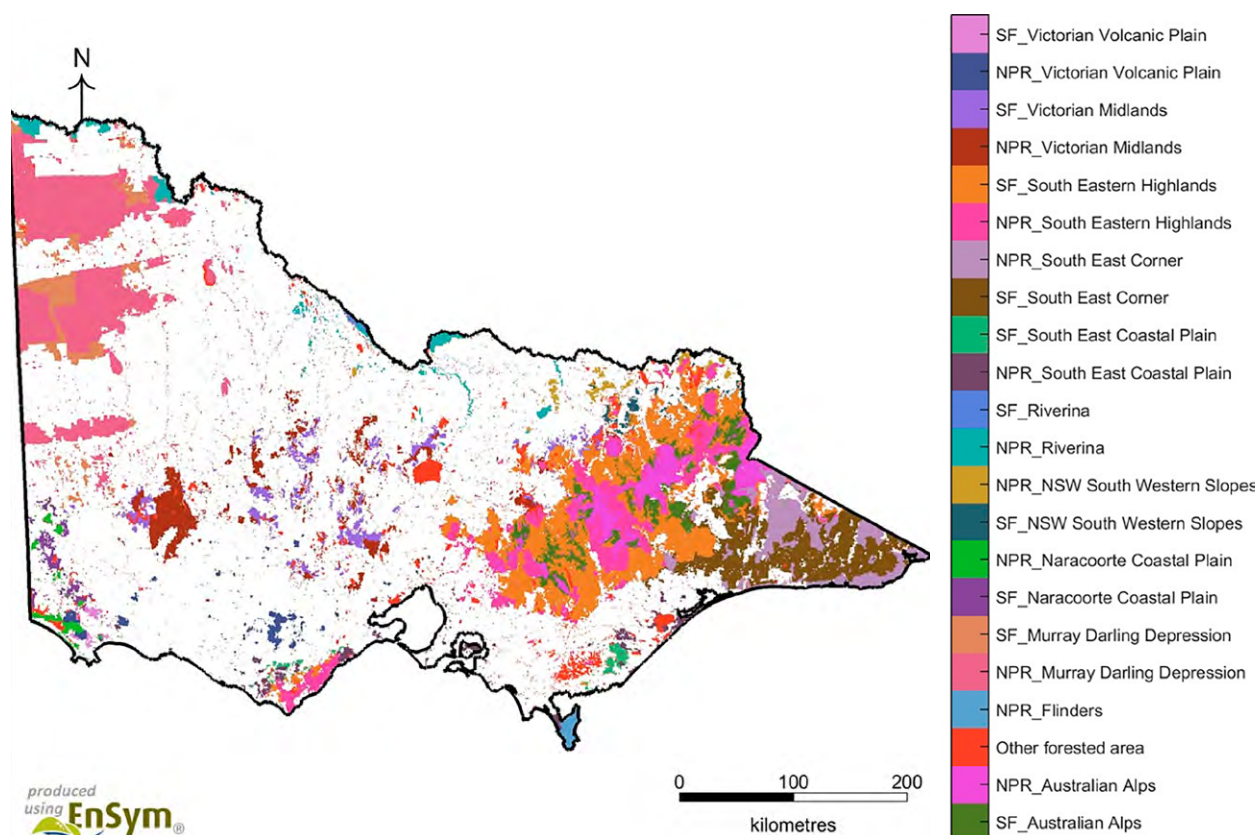 N
SF_Victorian Volcanic Plain
NPR_Victorian Volcanic Plain
SF_Victorian Midlands
NPR_Victorian Midlands
SF_South Eastern Highlands
NPR_South Eastern Highlands
NPR_South East Corner
SF_South East Corner
SF_South East Coastal Plain
NPR_South East Coastal Plain
SF_Riverina
NPR_Riverina
NPR_NSW South Western Slopes
SF_NSW South Western Slopes
NPR_Naracoorte Coastal Plain
SF_Naracoorte Coastal Plain
SF_Murray Darling Depression
NPR_Murray Darling Depression
NPR_Flinders
Other forested area
NPR_Australian Alps
SF_Australian Alps
0 100 200
kilometres
produced
using EnSym®